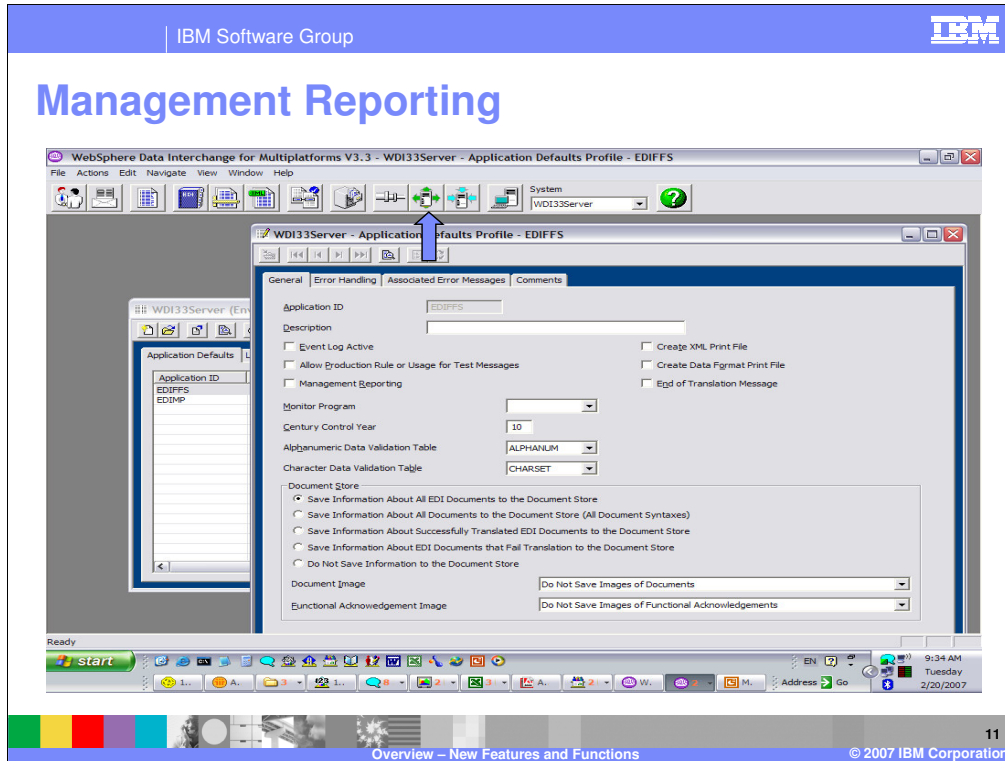 IBM Software Group
IBM
Management Reporting
WebSphere Data Interchange for Multiplatforms V3.3 - WDI33Server - Application Defaults Profile - EDIFFS
File Actions Edit Navigate View Window Help
System
WDI33Server
WDI33Server - Application Defaults Profile - EDIFFS
General Error Handling Associated Error Messages Comments
WDI33Server (En
Application Defaults L
Application ID
EDIFFS
EDIMP
Application ID EDIFFS
Description
Event Log Active Create XML Print File
Allow Production Rule or Usage for Test Messages Create Data Format Print File
Management Reporting End of Translation Message
Monitor Program
Century Control Year 10
Alphanumeric Data Validation Table ALPHANUM
Character Data Validation Table CHARSET
Document Store
Save Information About All EDI Documents to the Document Store
Save Information About All Documents to the Document Store (All Document Syntaxes)
Save Information About Successfully Translated EDI Documents to the Document Store
Save Information About EDI Documents that Fail Translation to the Document Store
Do Not Save Information to the Document Store
Document Image Do Not Save Images of Documents
Functional Acknowedgement Image Do Not Save Images of Functional Acknowledgements
Ready
start EN 9:34 AM
Tuesday
1.. A. 3 1.. 8 2 3 A. 2 W. M. Address Go 2/20/2007
11
Overview – New Features and Functions © 2007 IBM Corporation